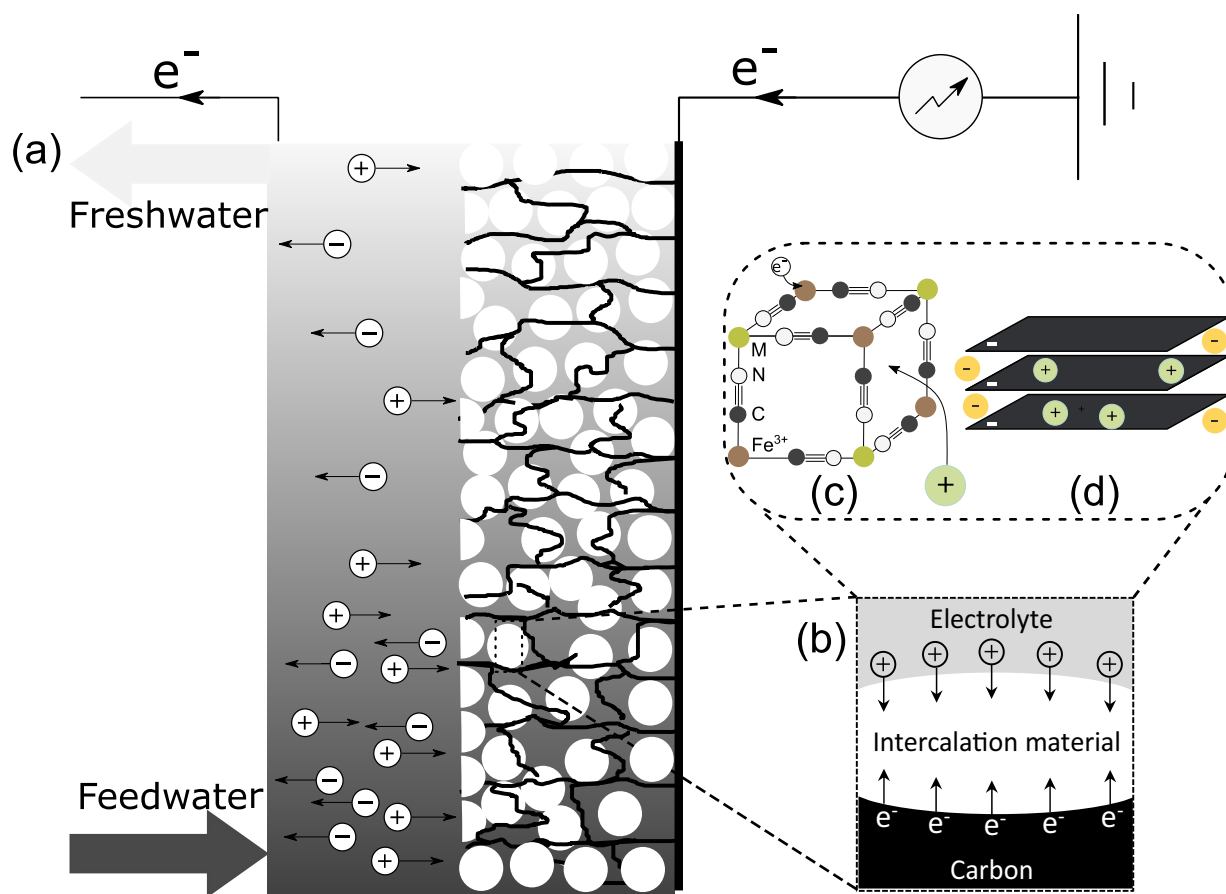 e⁻
e⁻
(a)
Freshwater
e⁻
M
N
C
Fe³⁺
(c)
(d)
(b)
Electrolyte
Intercalation material
e⁻ e⁻ e⁻ e⁻ e⁻
Carbon
Feedwater